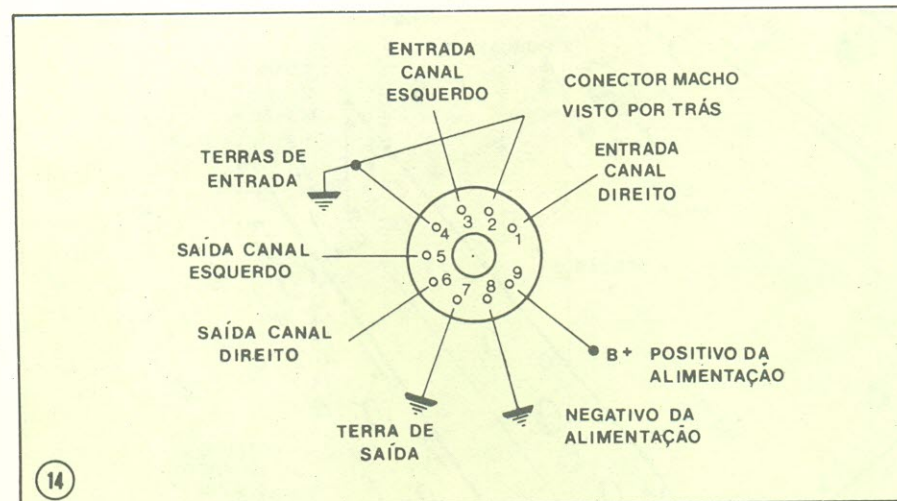 ENTRADA
CANAL
ESQUERDO
CONECTOR MACHO
VISTO POR TRÁS
TERRAS DE
ENTRADA
ENTRADA
CANAL
DIREITO
3
2
4
1
SAÍDA CANAL
ESQUERDO
5
6
7
8
9
SAÍDA CANAL
DIREITO
B+ POSITIVO DA
ALIMENTAÇÃO
TERRA DE
SAÍDA
NEGATIVO DA
ALIMENTAÇÃO
14